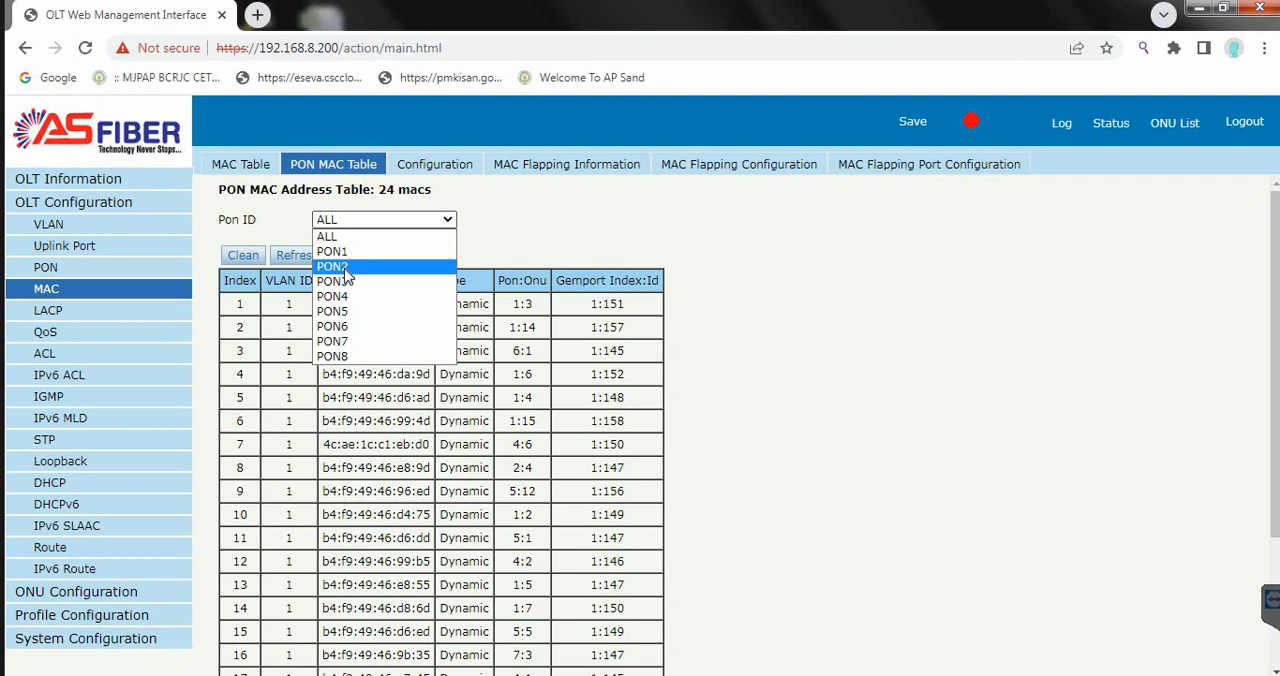 OLT Web Management Interface
Not secure https://192.168.8.200/action/main.html
Google :: MJPAP BCRJC CET... https://eseva.cscclo... https://pmkisan.go... Welcome To AP Sand
AS FIBER
Technology Never Stops...
Save Log Status ONU List Logout
MAC Table PON MAC Table Configuration MAC Flapping Information MAC Flapping Configuration MAC Flapping Port Configuration
OLT Information
OLT Configuration
VLAN
Uplink Port
PON
MAC
LACP
QoS
ACL
IPv6 ACL
IGMP
IPv6 MLD
STP
Loopback
DHCP
DHCPv6
IPv6 SLAAC
Route
IPv6 Route
ONU Configuration
Profile Configuration
System Configuration
PON MAC Address Table: 24 macs
Pon ID ALL
ALL
PON1
PON2
PON3
PON4
PON5
PON6
PON7
PON8
Clean
Index VLAN ID Pon:Onu Gemport Index:Id
1 1 1:3 1:151
2 1 1:14 1:157
3 1 6:1 1:145
4 1 b4:f9:49:46:da:9d Dynamic 1:6 1:152
5 1 b4:f9:49:46:d6:ad Dynamic 1:4 1:148
6 1 b4:f9:49:46:99:4d Dynamic 1:15 1:158
7 1 4c:ae:1c:c1:eb:d0 Dynamic 4:6 1:150
8 1 b4:f9:49:46:e8:9d Dynamic 2:4 1:147
9 1 b4:f9:49:46:96:ed Dynamic 5:12 1:156
10 1 b4:f9:49:46:d4:75 Dynamic 1:2 1:149
11 1 b4:f9:49:46:d6:dd Dynamic 5:1 1:147
12 1 b4:f9:49:46:99:b5 Dynamic 4:2 1:146
13 1 b4:f9:49:46:e8:55 Dynamic 1:5 1:147
14 1 b4:f9:49:46:d8:6d Dynamic 1:7 1:150
15 1 b4:f9:49:46:d6:ed Dynamic 5:5 1:149
16 1 b4:f9:49:46:9b:35 Dynamic 7:3 1:147